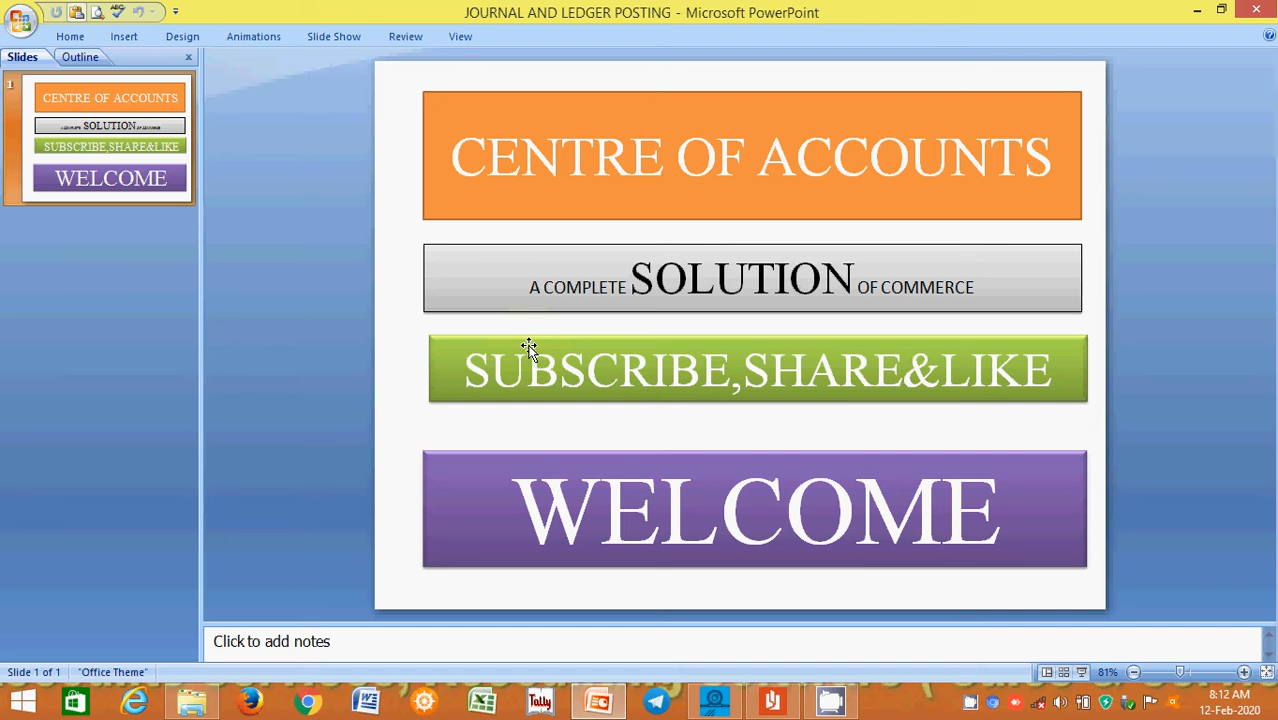 JOURNAL AND LEDGER POSTING - Microsoft PowerPoint
Home Insert Design Animations Slide Show Review View
Slides Outline
1
CENTRE OF ACCOUNTS
SOLUTION
SUBSCRIBE,SHARE&LIKE
WELCOME
CENTRE OF ACCOUNTS
A COMPLETE SOLUTION OF COMMERCE
SUBSCRIBE,SHARE&LIKE
WELCOME
Click to add notes
Slide 1 of 1 "Office Theme" 81%
Tally
8:12 AM
12-Feb-2020